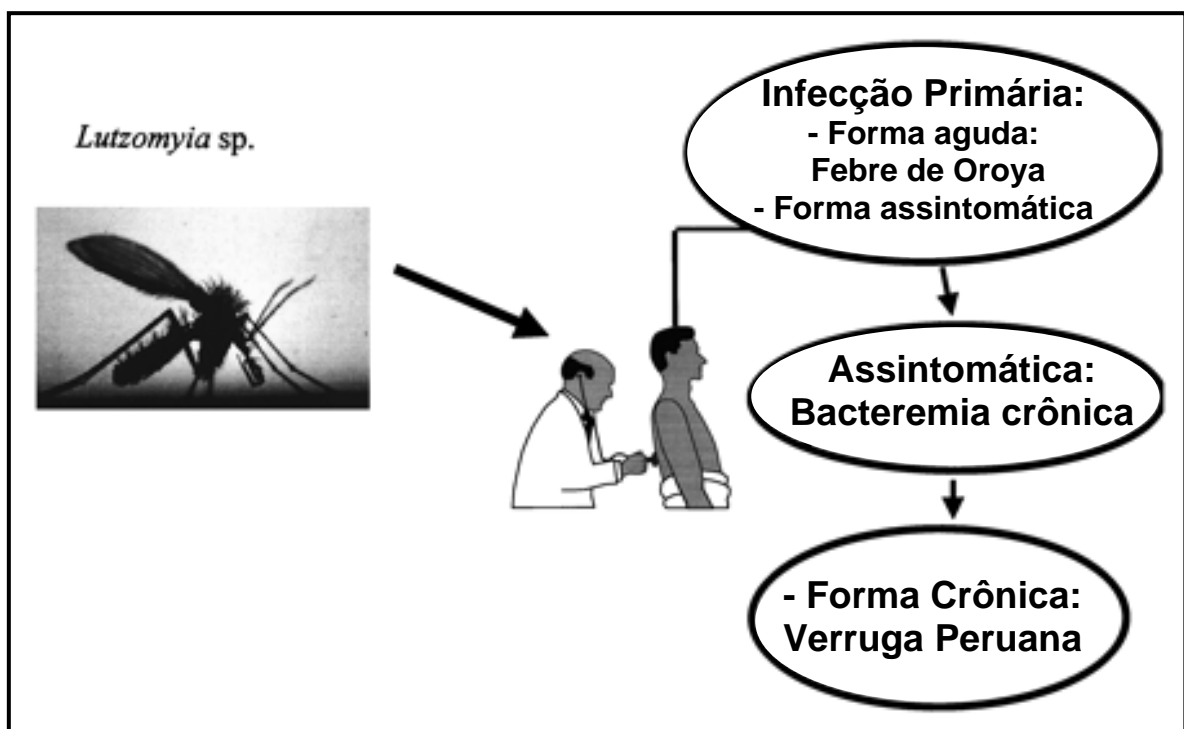 Lutzomyia sp.
Infecção Primária:
- Forma aguda:
Febre de Oroya
- Forma assintomática
Assintomática:
Bacteremia crônica
- Forma Crônica:
Verruga Peruana